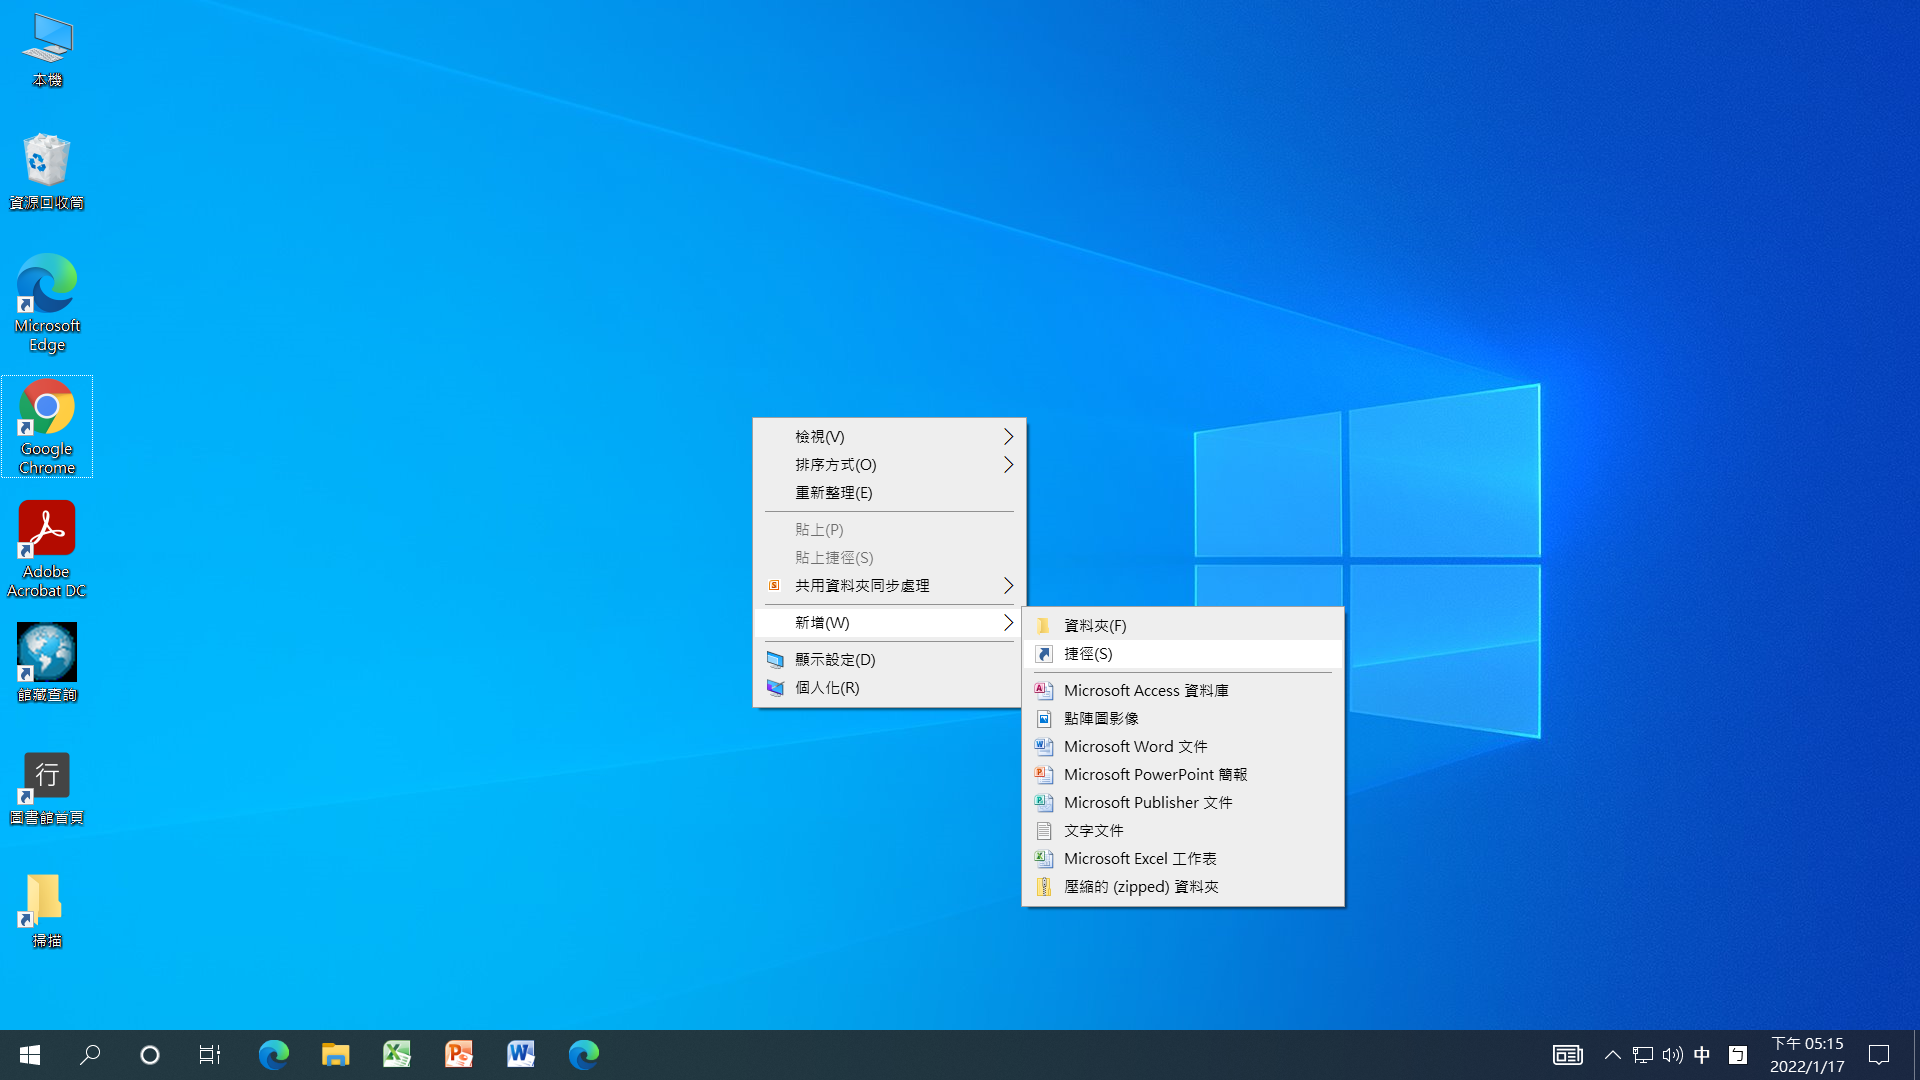 本機
資源回收筒
Microsoft
Edge
Google
Chrome
Adobe
Acrobat DC
館藏查詢
行
圖書館首頁
掃描
檢視(V)
排序方式(O)
重新整理(E)
貼上(P)
貼上捷徑(S)
共用資料夾同步處理
新增(W)
顯示設定(D)
個人化(R)
資料夾(F)
捷徑(S)
Microsoft Access 資料庫
點陣圖影像
Microsoft Word 文件
Microsoft PowerPoint 簡報
Microsoft Publisher 文件
文字文件
Microsoft Excel 工作表
壓縮的 (zipped) 資料夾
中
ㄅ
下午 05:15
2022/1/17